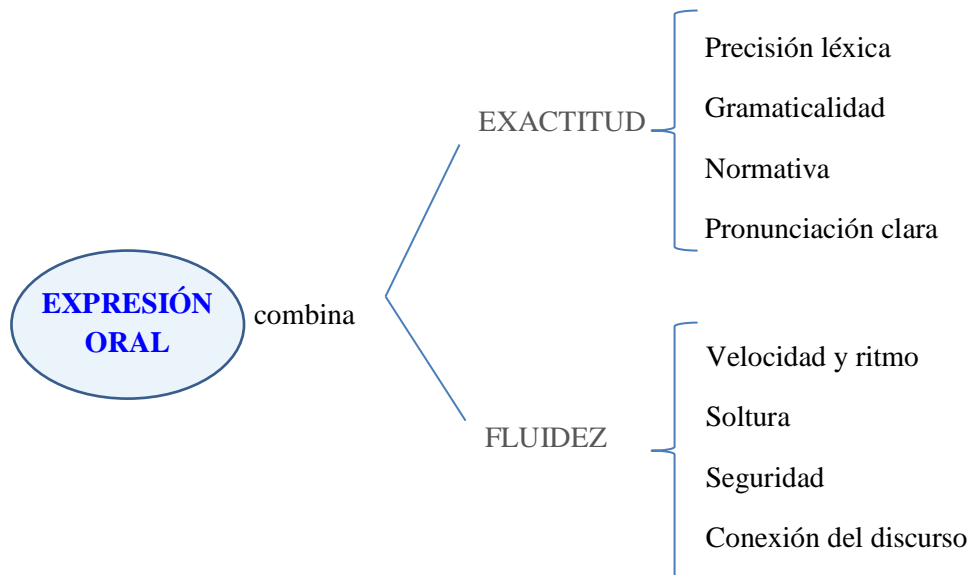 EXPRESIÓN
ORAL
combina
EXACTITUD
Precisión léxica
Gramaticalidad
Normativa
Pronunciación clara
FLUIDEZ
Velocidad y ritmo
Soltura
Seguridad
Conexión del discurso